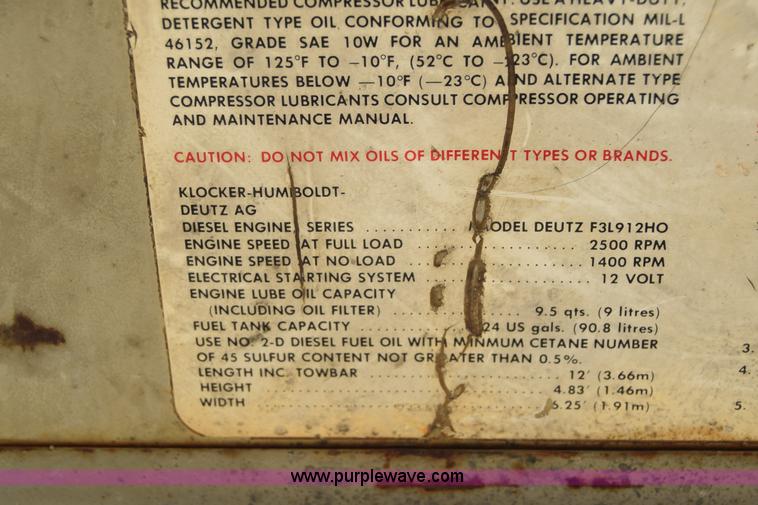 RECOMMENDED COMPRESSOR LUBRICANT: USE A HEAVY-DUTY,
DETERGENT TYPE OIL CONFORMING TO SPECIFICATION MIL-L
46152, GRADE SAE 10W FOR AN AMBIENT TEMPERATURE
RANGE OF 125°F TO —10°F, (52°C TO —23°C). FOR AMBIENT
TEMPERATURES BELOW —10°F (—23°C) AND ALTERNATE TYPE
COMPRESSOR LUBRICANTS CONSULT COMPRESSOR OPERATING
AND MAINTENANCE MANUAL.
CAUTION: DO NOT MIX OILS OF DIFFERENT TYPES OR BRANDS.
KLOCKER-HUMBOLDT-
DEUTZ AG
DIESEL ENGINE, SERIES .......... MODEL DEUTZ F3L912HO
ENGINE SPEED AT FULL LOAD .................... 2500 RPM
ENGINE SPEED AT NO LOAD ..................... 1400 RPM
ELECTRICAL STARTING SYSTEM .................... 12 VOLT
ENGINE LUBE OIL CAPACITY
(INCLUDING OIL FILTER) ................ 9.5 qts. (9 litres)
FUEL TANK CAPACITY ............. 24 US gals. (90.8 litres)
USE NO. 2-D DIESEL FUEL OIL WITH MINMUM CETANE NUMBER
OF 45 SULFUR CONTENT NOT GREATER THAN 0.5%.
LENGTH INC. TOWBAR ...................... 12' (3.66m)
HEIGHT .................................. 4.83' (1.46m)
WIDTH .................................. 6.25' (1.91m)
3.
4.
5.
www.purplewave.com